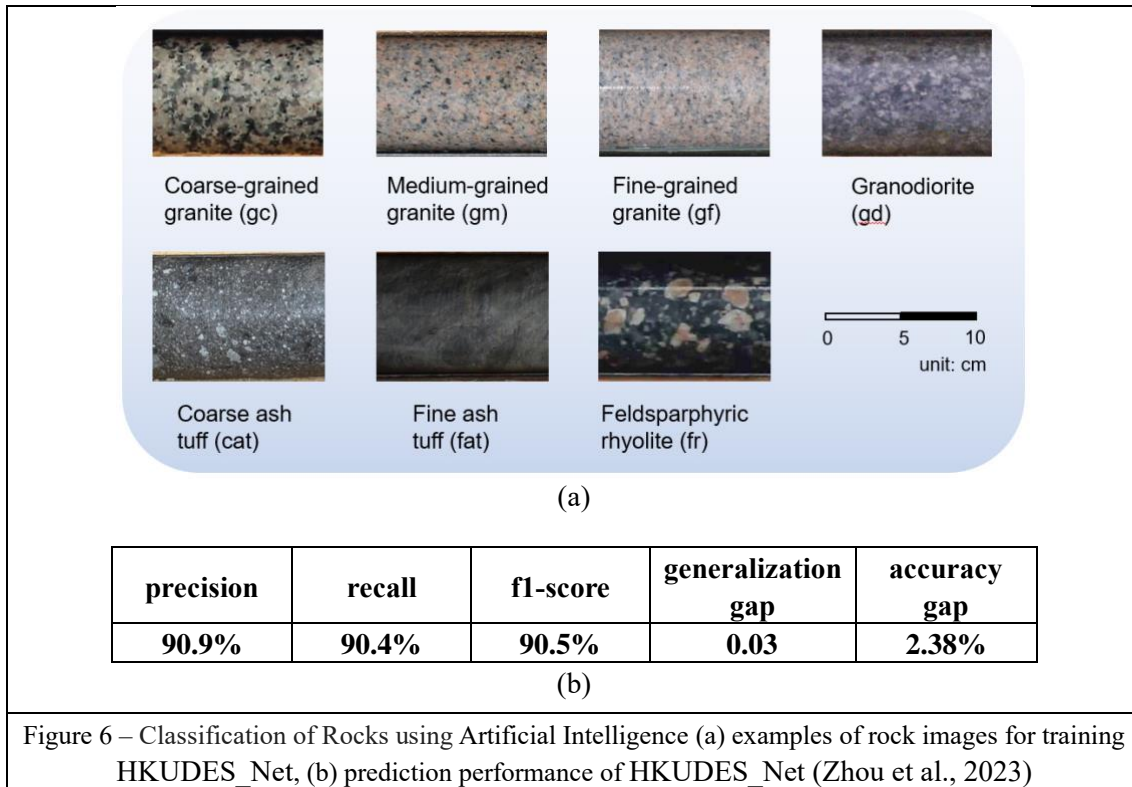 Coarse-grained
granite (gc)
Medium-grained
granite (gm)
Fine-grained
granite (gf)
Granodiorite
(gd)
Coarse ash
tuff (cat)
Fine ash
tuff (fat)
Feldsparphyric
rhyolite (fr)
0 5 10
unit: cm
(a)
precision recall f1-score generalization gap accuracy gap
90.9% 90.4% 90.5% 0.03 2.38%
(b)
Figure 6 – Classification of Rocks using Artificial Intelligence (a) examples of rock images for training
HKUDES_Net, (b) prediction performance of HKUDES_Net (Zhou et al., 2023)